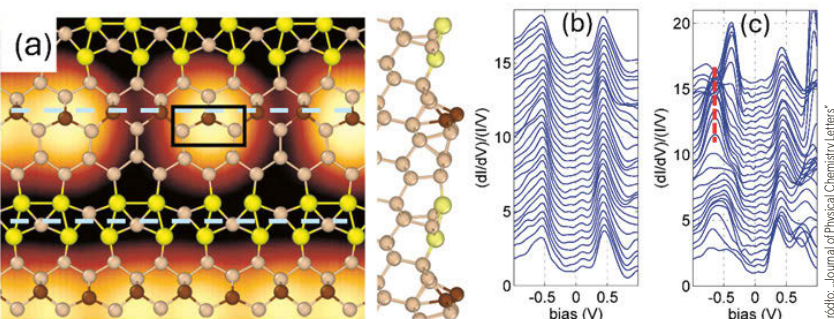 (a)
(b)
(dI/dV)/(I/V)
15
10
5
0
-0.5
0
0.5
bias (V)
(c)
(dI/dV)/(I/V)
20
15
10
5
0
-0.5
0
0.5
bias (V)
ródło: „Journal of Physical Chemistry Letters”